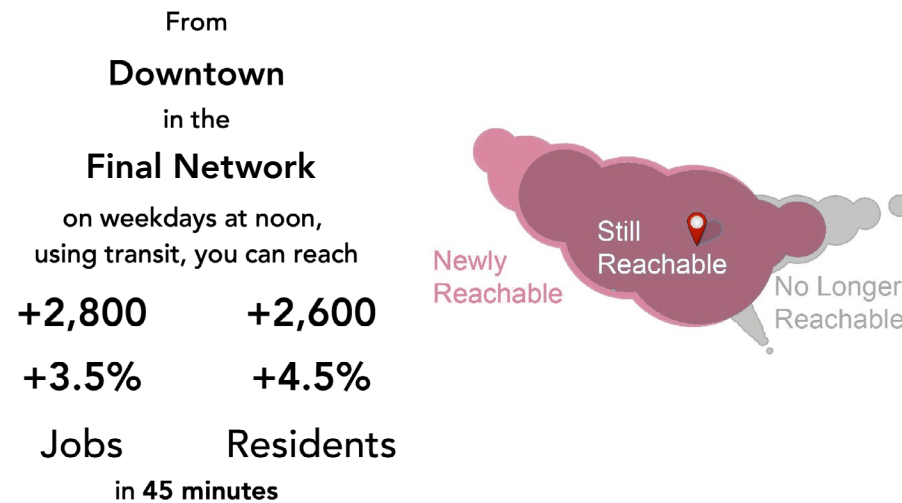 From
Downtown
in the
Final Network
on weekdays at noon,
using transit, you can reach
+2,800 +2,600
+3.5% +4.5%
Jobs Residents
in 45 minutes
Newly
Reachable
Still
Reachable
No Longer
Reachable